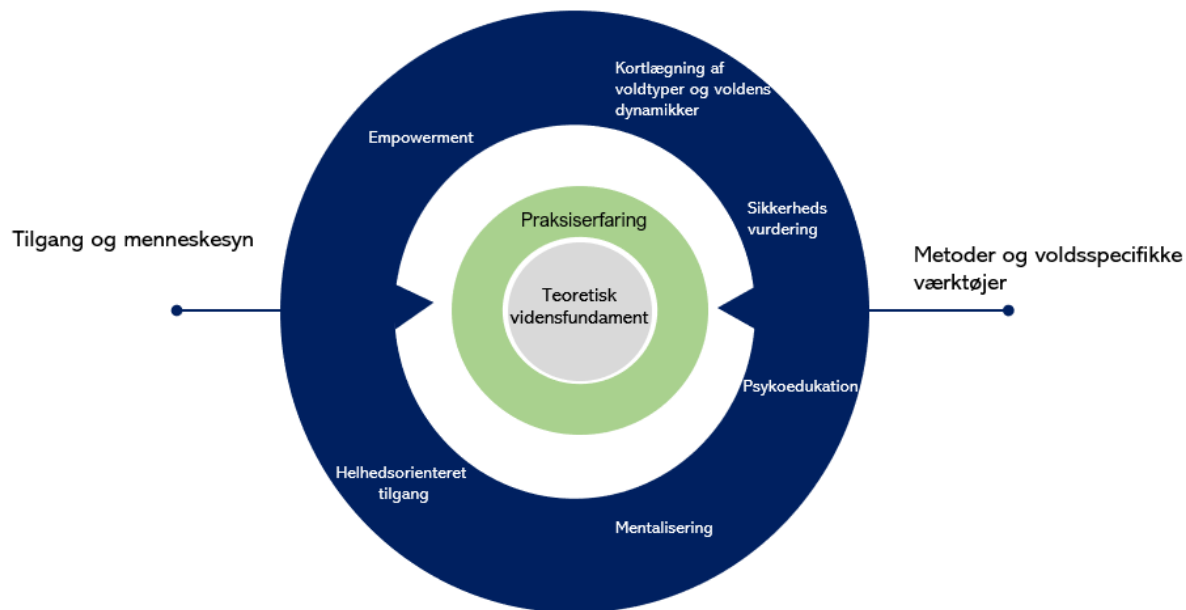 Kortlægning af
voldtyper og voldens
dynamikker
Empowerment
Sikkerheds
vurdering
Praksiserfaring
Tilgang og menneskesyn
Metoder og voldsspecifikke
værktøjer
Teoretisk
vidensfundament
Psykoedukation
Helhedsorienteret
tilgang
Mentalisering